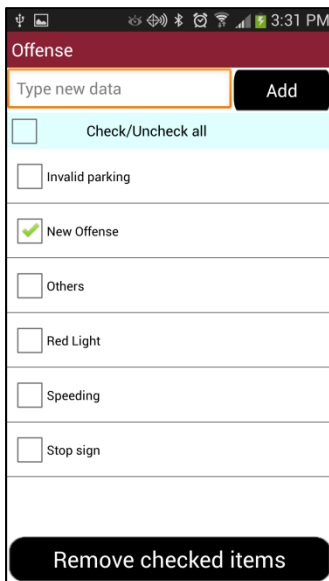 3:31 PM
Offense
Type new data
Add
Check/Uncheck all
Invalid parking
New Offense
Others
Red Light
Speeding
Stop sign
Remove checked items